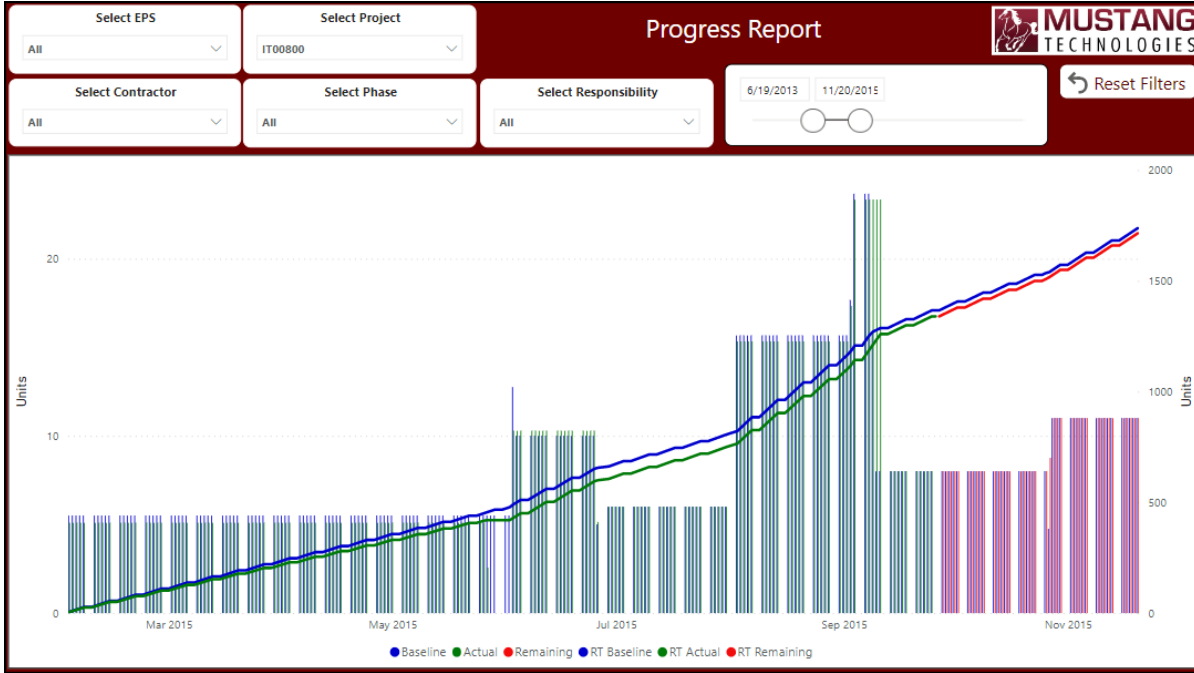 Select EPS
All
Select Project
IT00800
Progress Report
MUSTANG
TECHNOLOGIES
Select Contractor
All
Select Phase
All
Select Responsibility
All
6/19/2013
11/20/2015
Reset Filters
2000
20
1500
Units
1000
Units
10
500
0
0
Mar 2015
May 2015
Jul 2015
Sep 2015
Nov 2015
Baseline Actual Remaining RT Baseline RT Actual RT Remaining